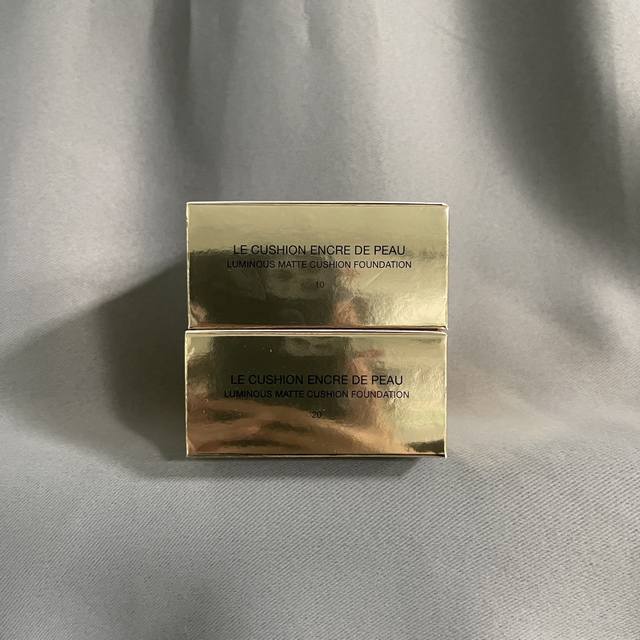 LE CUSHION ENCRE DE PEAU
LUMINOUS MATTE CUSHION FOUNDATION
10
LE CUSHION ENCRE DE PEAU
LUMINOUS MATTE CUSHION FOUNDATION
20